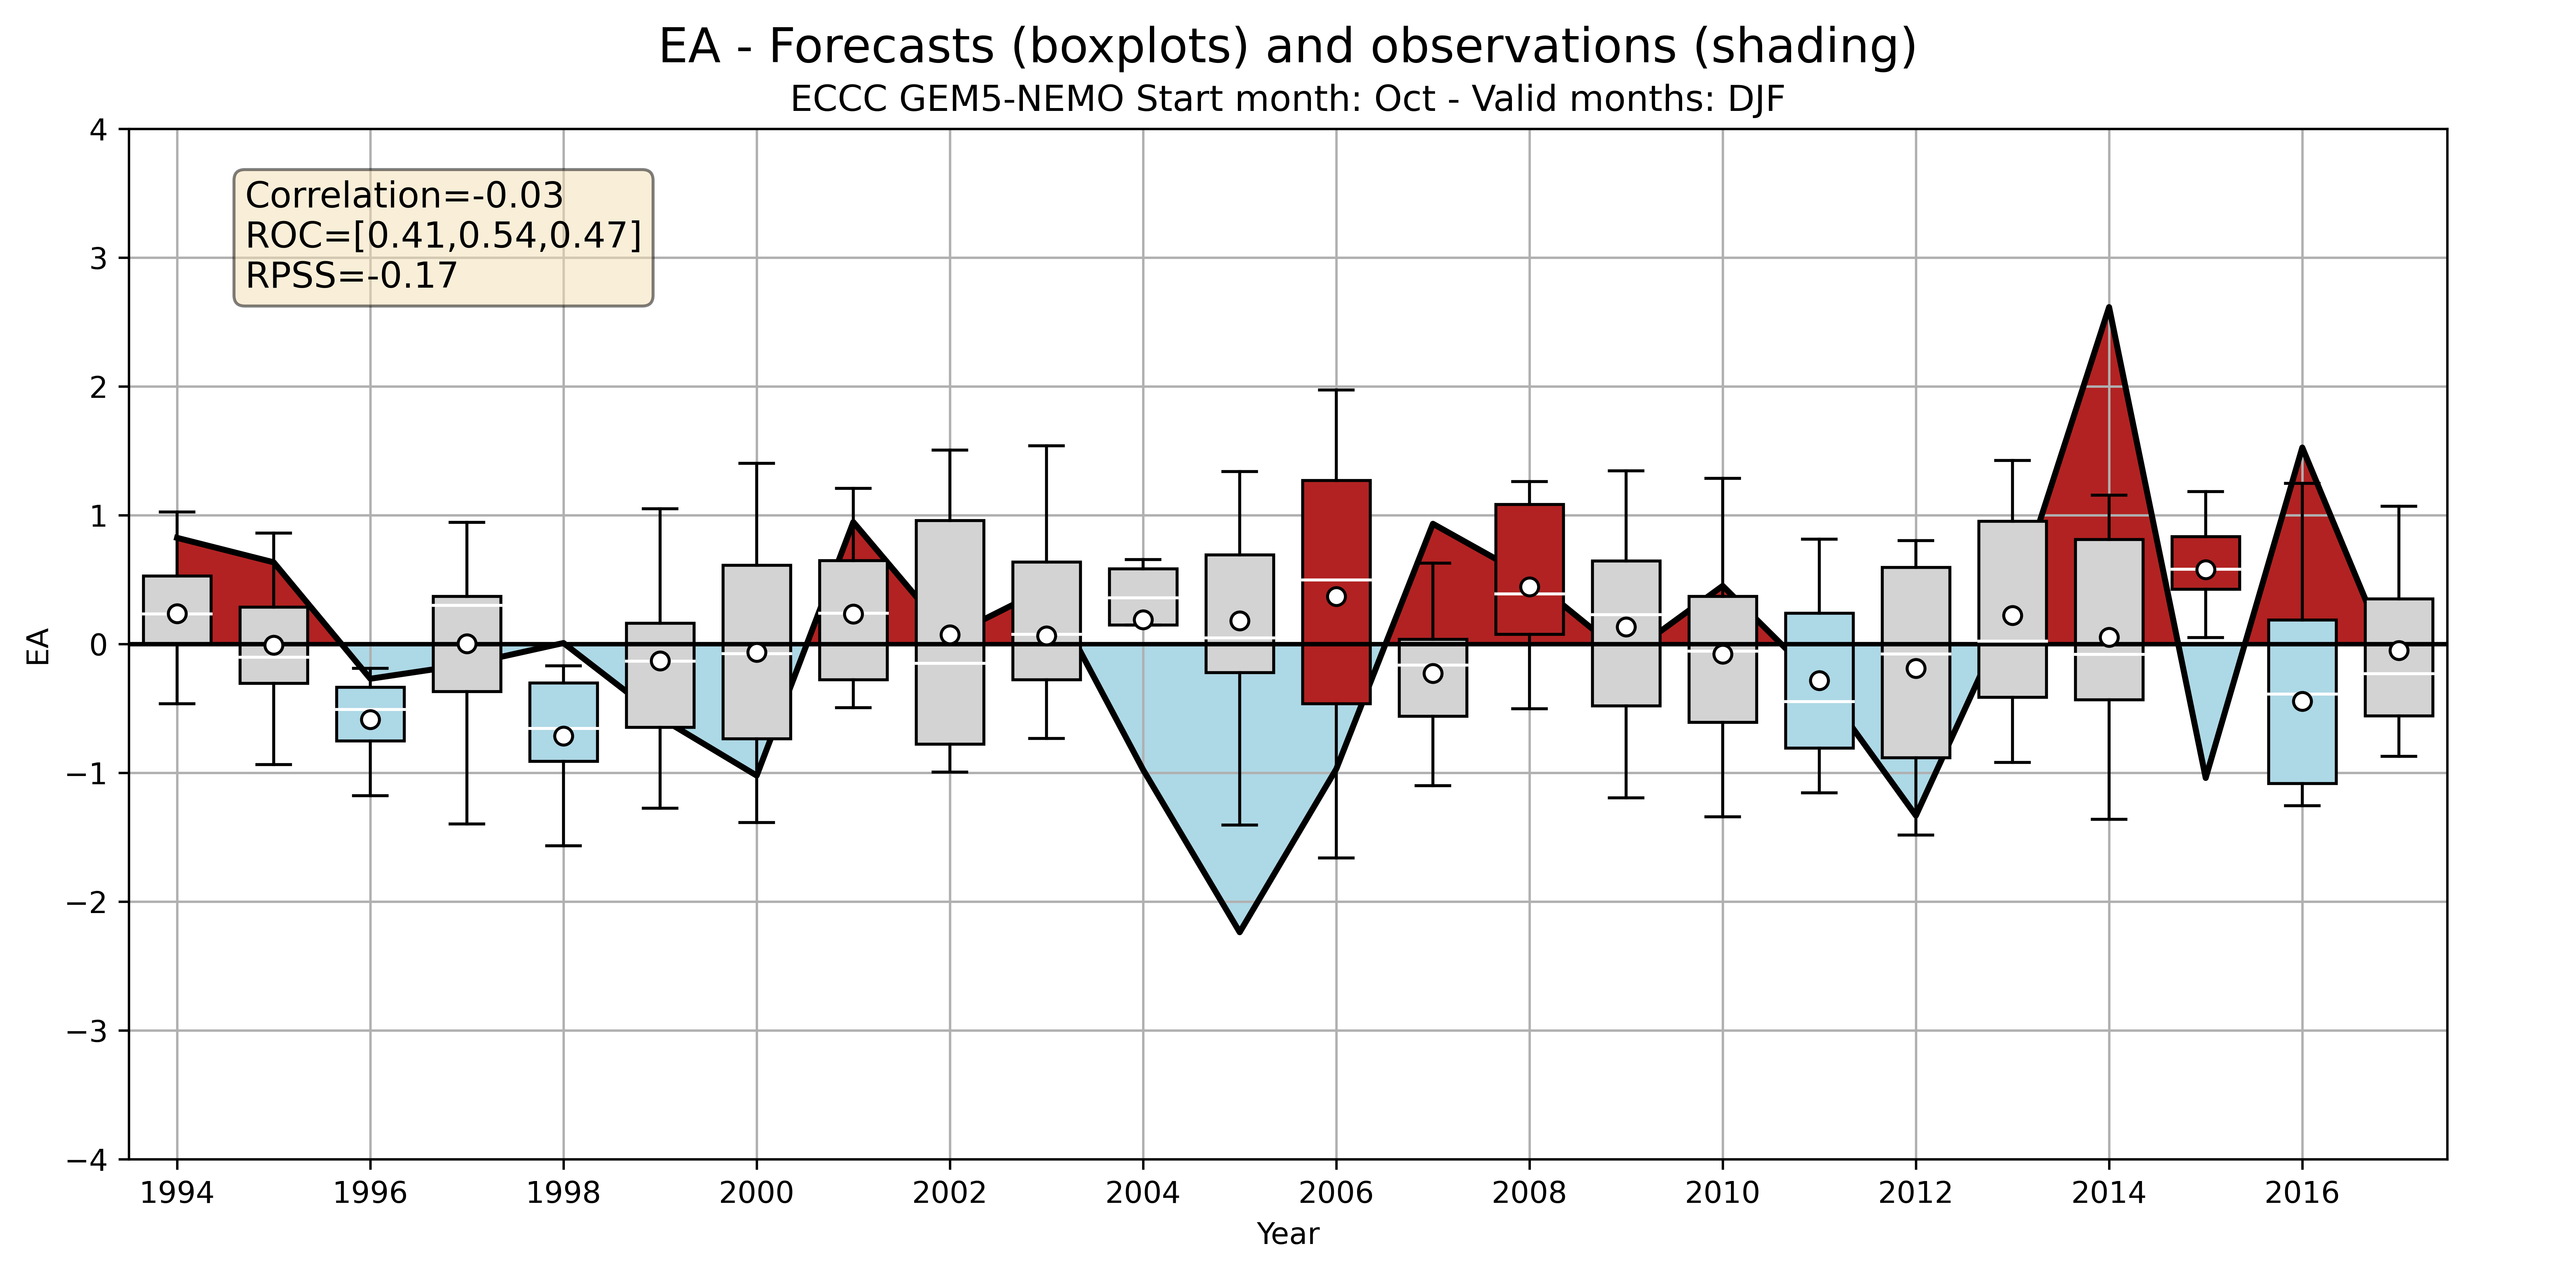 EA - Forecasts (boxplots) and observations (shading)
ECCC GEM5-NEMO Start month: Oct - Valid months: DJF
Correlation=-0.03
ROC=[0.41,0.54,0.47]
RPSS=-0.17
4
3
2
1
0
−1
−2
−3
−4
EA
1994 1996 1998 2000 2002 2004 2006 2008 2010 2012 2014 2016
Year